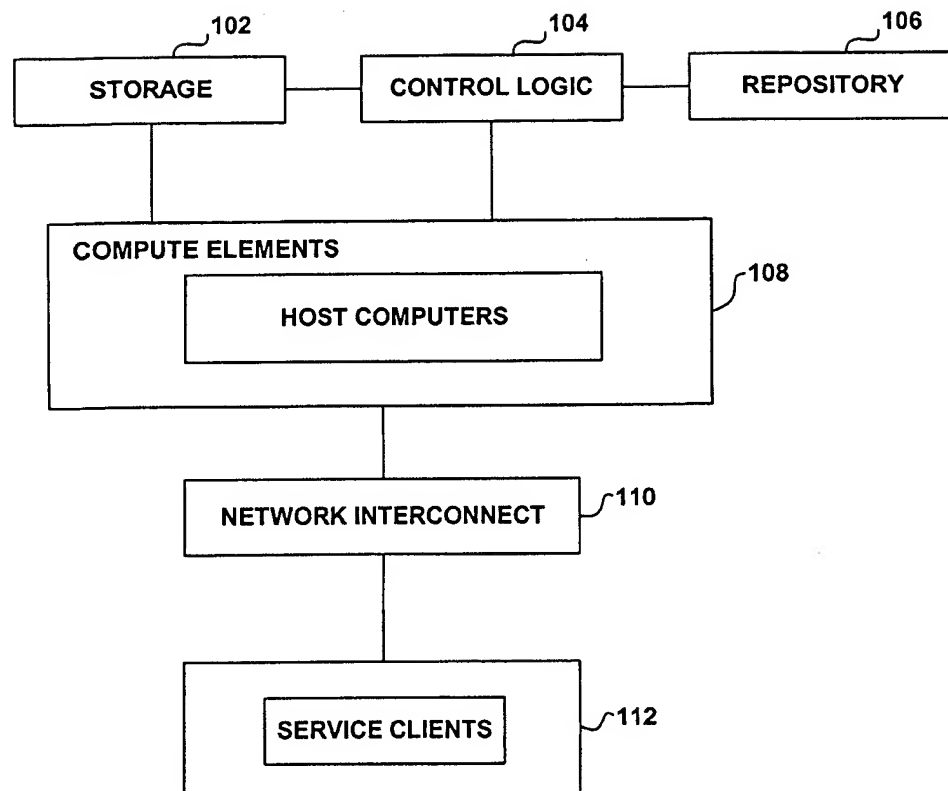 102
104
106
STORAGE
CONTROL LOGIC
REPOSITORY
COMPUTE ELEMENTS
HOST COMPUTERS
108
NETWORK INTERCONNECT
110
SERVICE CLIENTS
112